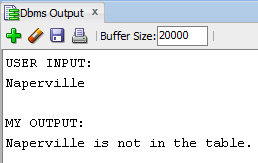 Dbms Output x
Buffer Size: 20000
USER INPUT:
Naperville
MY OUTPUT:
Naperville is not in the table.